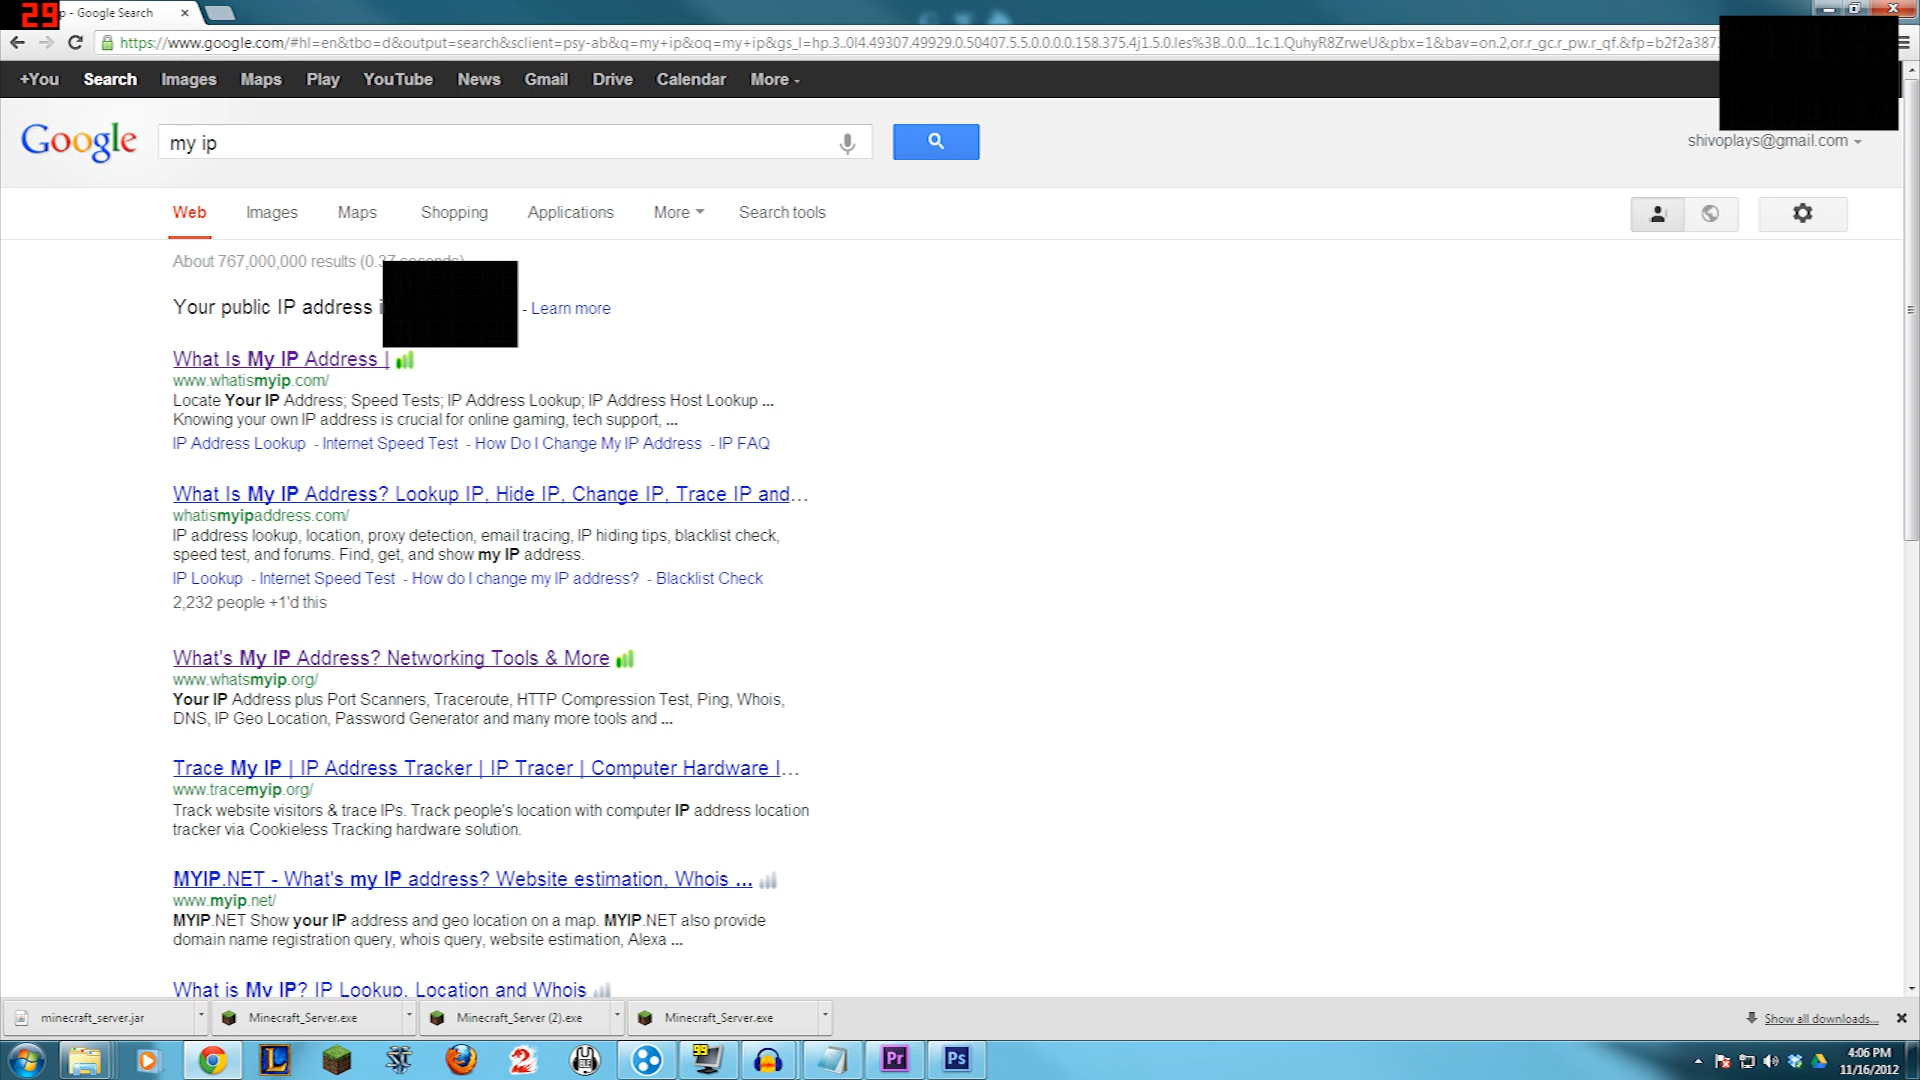 29
p - Google Search
https://www.google.com/#hl=en&tbo=d&output=search&sclient=psy-ab&q=my+ip&oq=my+ip&gs_l=hp.3..0l4.49307.49929.0.50407.5.5.0.0.0.0.158.375.4j1.5.0.les%3B..0.0...1c.1.QuhyR8ZrweU&pbx=1&bav=on.2,or.r_gc.r_pw.r_qf.&fp=b2f2a387
+You Search Images Maps Play YouTube News Gmail Drive Calendar More
Google my ip
shivoplays@gmail.com
Web Images Maps Shopping Applications More Search tools
About 767,000,000 results (0.37 seconds)
Your public IP address i - Learn more
What Is My IP Address |
www.whatismyip.com/
Locate Your IP Address; Speed Tests; IP Address Lookup; IP Address Host Lookup ...
Knowing your own IP address is crucial for online gaming, tech support, ...
IP Address Lookup - Internet Speed Test - How Do I Change My IP Address - IP FAQ
What Is My IP Address? Lookup IP, Hide IP, Change IP, Trace IP and...
whatismyipaddress.com/
IP address lookup, location, proxy detection, email tracing, IP hiding tips, blacklist check,
speed test, and forums. Find, get, and show my IP address.
IP Lookup - Internet Speed Test - How do I change my IP address? - Blacklist Check
2,232 people +1'd this
What's My IP Address? Networking Tools & More
www.whatsmyip.org/
Your IP Address plus Port Scanners, Traceroute, HTTP Compression Test, Ping, Whois,
DNS, IP Geo Location, Password Generator and many more tools and ...
Trace My IP | IP Address Tracker | IP Tracer | Computer Hardware I...
www.tracemyip.org/
Track website visitors & trace IPs. Track people's location with computer IP address location
tracker via Cookieless Tracking hardware solution.
MYIP.NET - What's my IP address? Website estimation, Whois ...
www.myip.net/
MYIP.NET Show your IP address and geo location on a map. MYIP.NET also provide
domain name registration query, whois query, website estimation, Alexa ...
What is My IP? IP Lookup, Location and Whois
minecraft_server.jar Minecraft_Server.exe Minecraft_Server (2).exe Minecraft_Server.exe Show all downloads...
L 2 99 Pr Ps
4:06 PM
11/16/2012